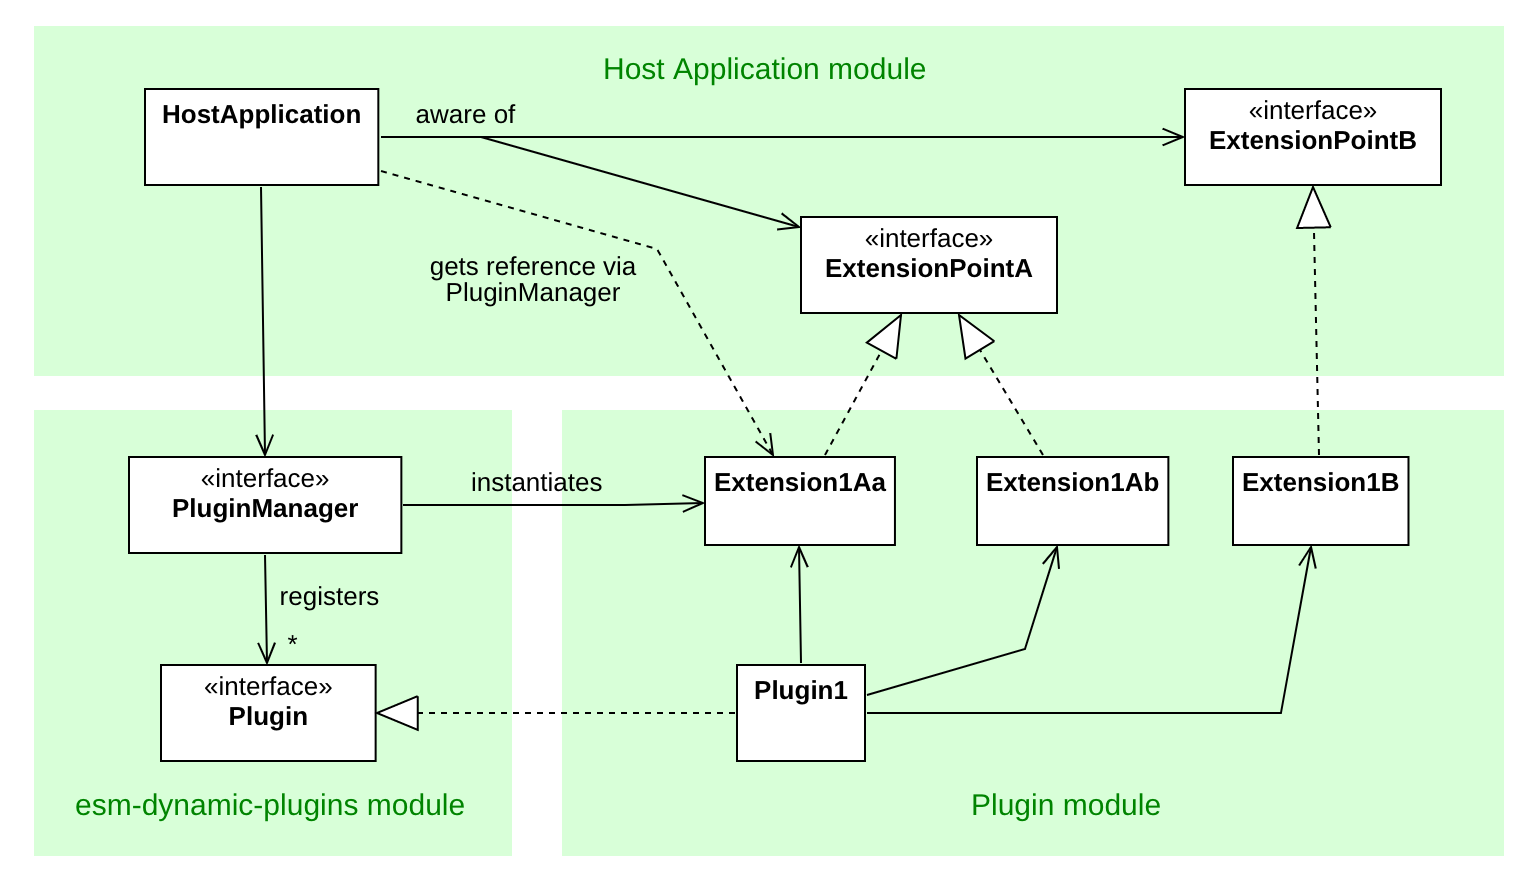 Host Application module
HostApplication
aware of
«interface»
ExtensionPointB
«interface»
ExtensionPointA
gets reference via
PluginManager
«interface»
PluginManager
instantiates
Extension1Aa
Extension1Ab
Extension1B
registers
*
«interface»
Plugin
Plugin1
esm-dynamic-plugins module
Plugin module